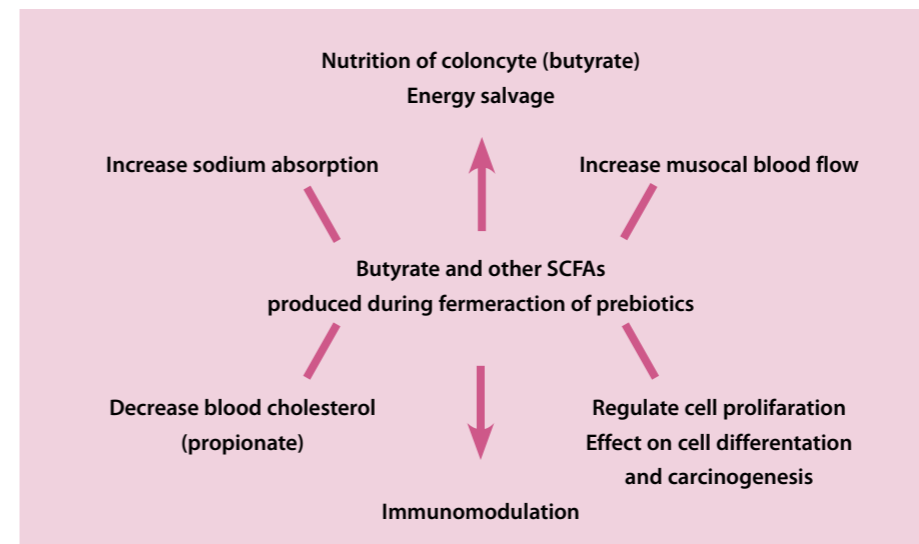 Nutrition of coloncyte (butyrate)
Energy salvage
Increase sodium absorption
Increase musocal blood flow
Butyrate and other SCFAs
produced during fermeraction of prebiotics
Decrease blood cholesterol
(propionate)
Regulate cell prolifaration
Effect on cell differentation
and carcinogenesis
Immunomodulation